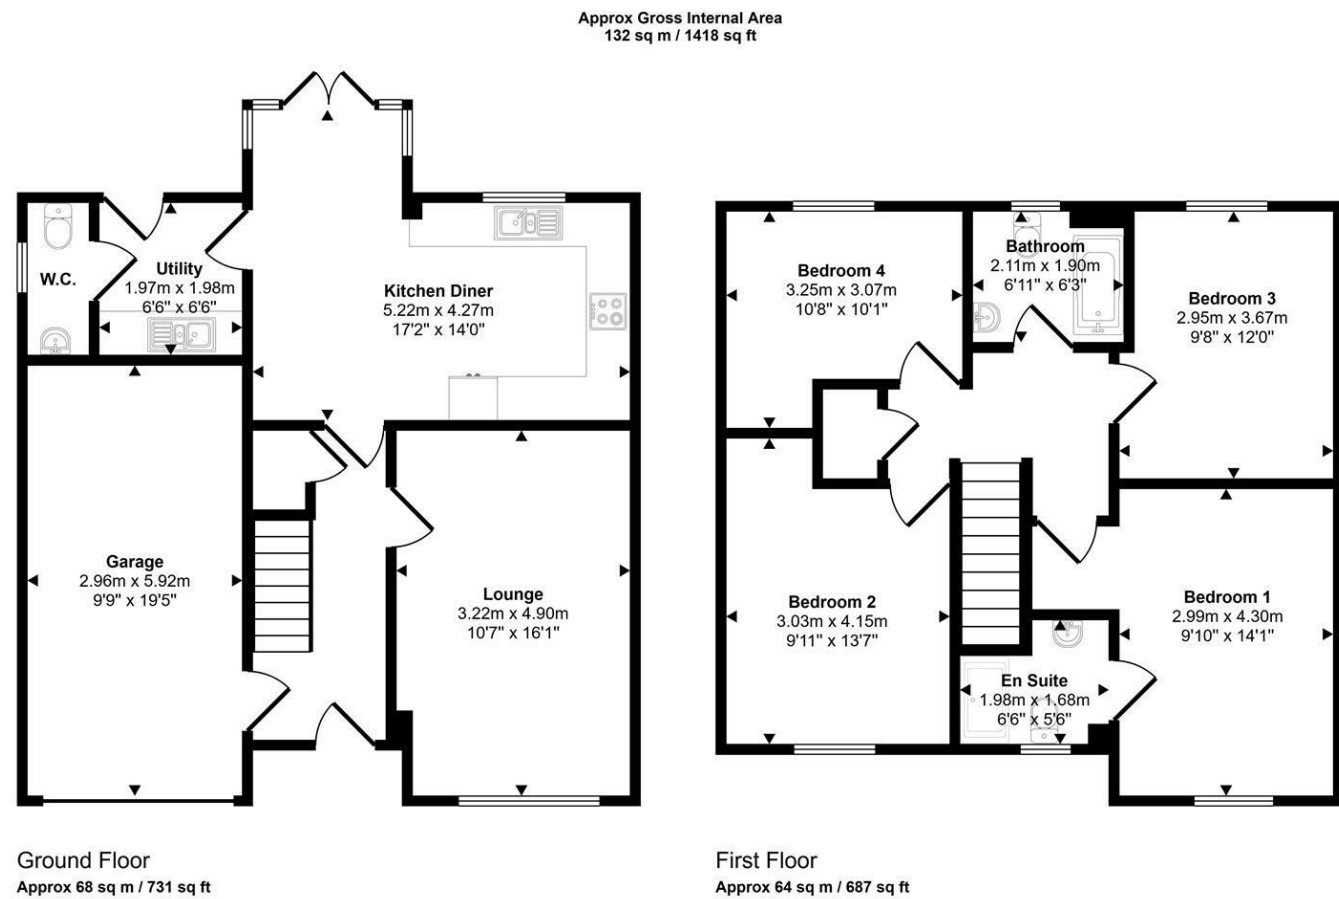 Approx Gross Internal Area
132 sq m / 1418 sq ft
W.C.
Utility
1.97m x 1.98m
6'6" x 6'6"
Kitchen Diner
5.22m x 4.27m
17'2" x 14'0"
Garage
2.96m x 5.92m
9'9" x 19'5"
Lounge
3.22m x 4.90m
10'7" x 16'1"
Ground Floor
Approx 68 sq m / 731 sq ft
Bedroom 4
3.25m x 3.07m
10'8" x 10'1"
Bathroom
2.11m x 1.90m
6'11" x 6'3"
Bedroom 3
2.95m x 3.67m
9'8" x 12'0"
Bedroom 2
3.03m x 4.15m
9'11" x 13'7"
Bedroom 1
2.99m x 4.30m
9'10" x 14'1"
En Suite
1.98m x 1.68m
6'6" x 5'6"
First Floor
Approx 64 sq m / 687 sq ft